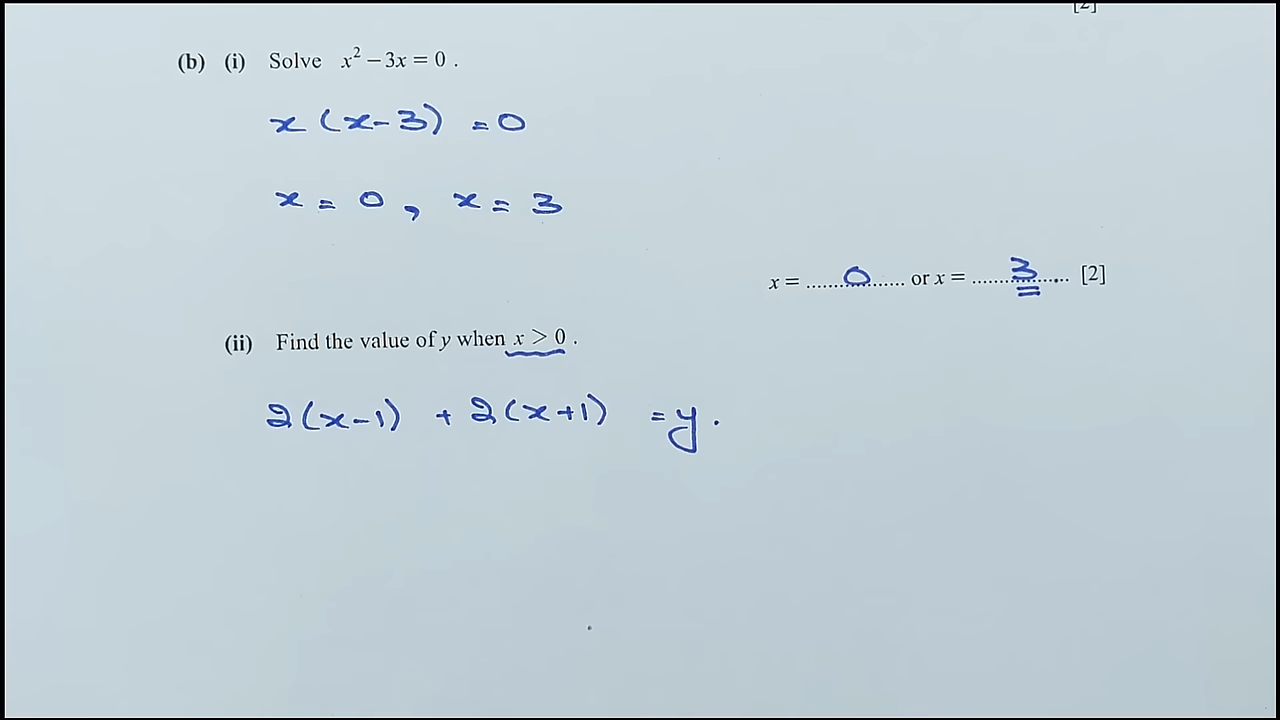 [2]
(b) (i) Solve x² – 3x = 0 .
x (x-3) = 0
x = 0 , x = 3
x = ......0...... or x = ......3...... [2]
(ii) Find the value of y when x > 0 .
2(x-1) + 2(x+1) = y .